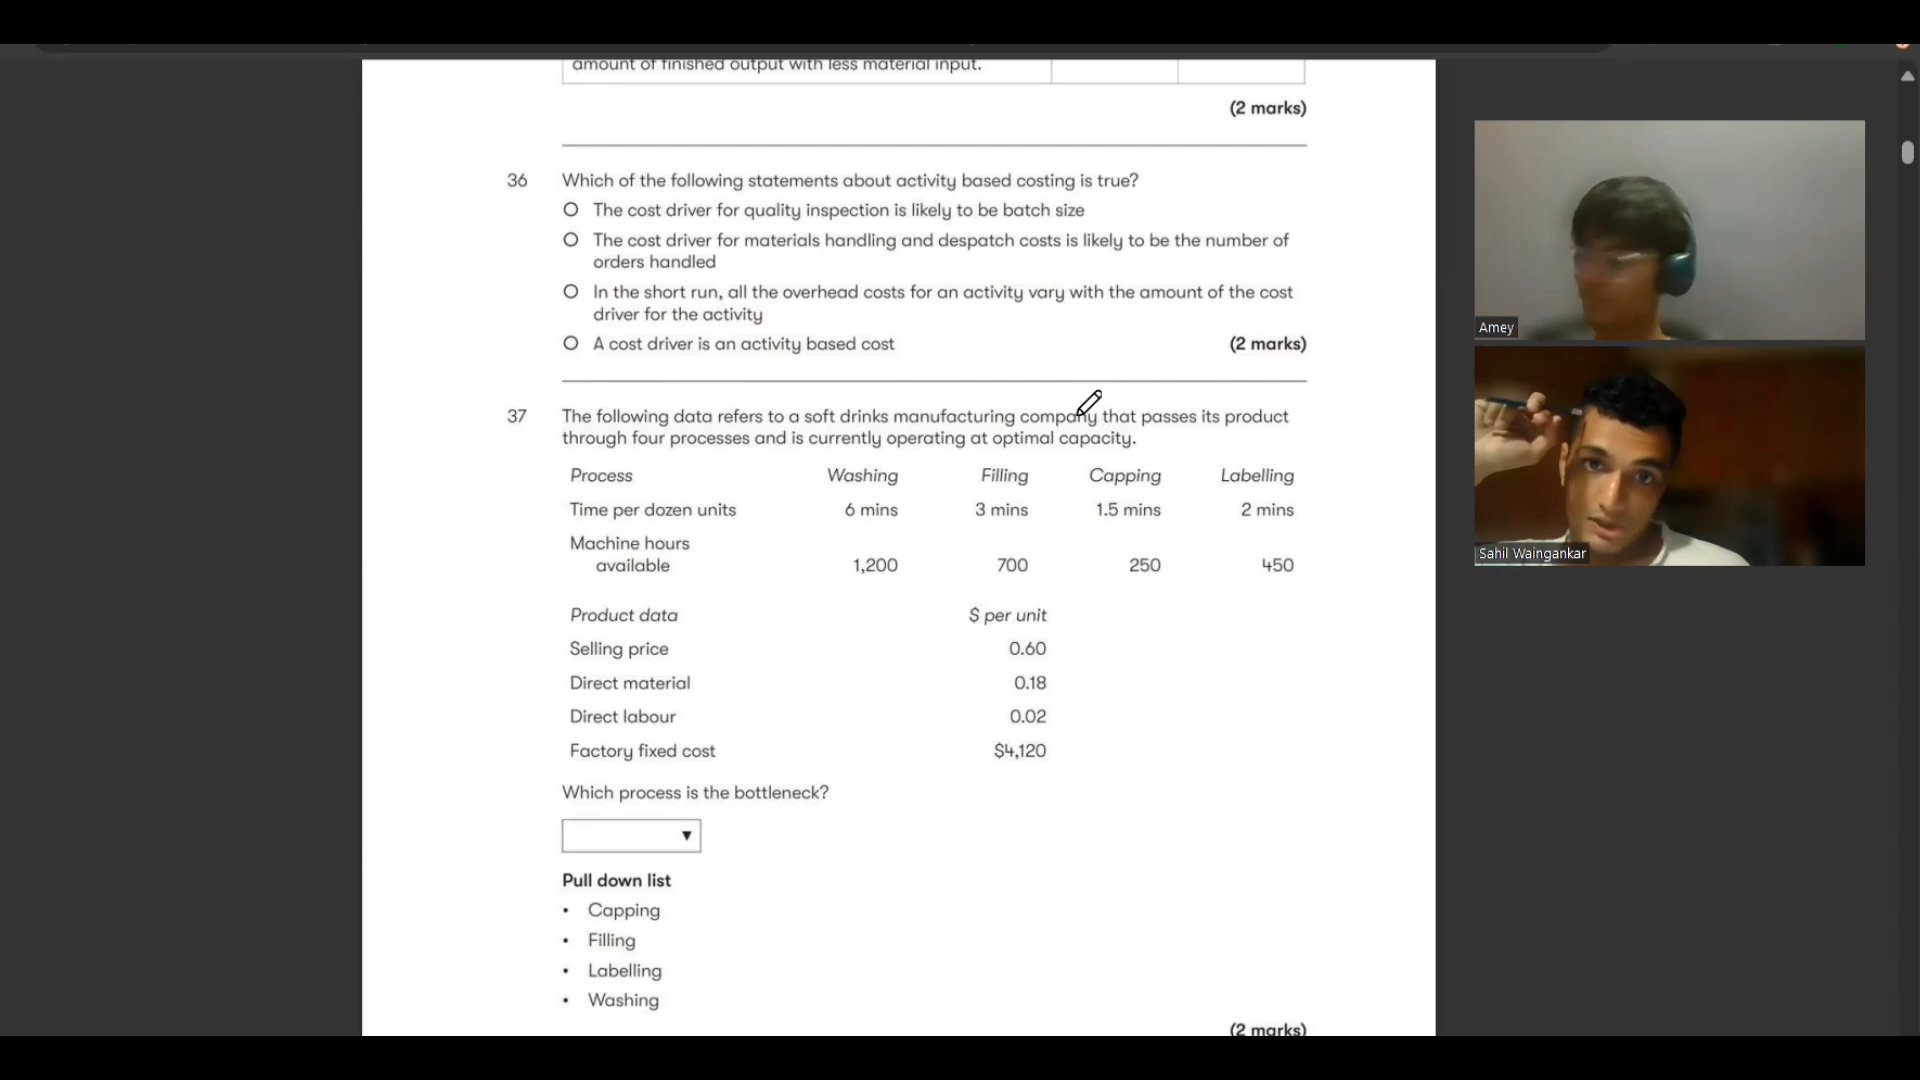 amount of finished output with less material input.
(2 marks)
36 Which of the following statements about activity based costing is true?
The cost driver for quality inspection is likely to be batch size
The cost driver for materials handling and despatch costs is likely to be the number of
orders handled
In the short run, all the overhead costs for an activity vary with the amount of the cost
driver for the activity
A cost driver is an activity based cost (2 marks)
37 The following data refers to a soft drinks manufacturing company that passes its product
through four processes and is currently operating at optimal capacity.
Process Washing Filling Capping Labelling
Time per dozen units 6 mins 3 mins 1.5 mins 2 mins
Machine hours
available 1,200 700 250 450
Product data $ per unit
Selling price 0.60
Direct material 0.18
Direct labour 0.02
Factory fixed cost $4,120
Which process is the bottleneck?
Pull down list
• Capping
• Filling
• Labelling
• Washing
(2 marks)
Amey
Sahil Waingankar